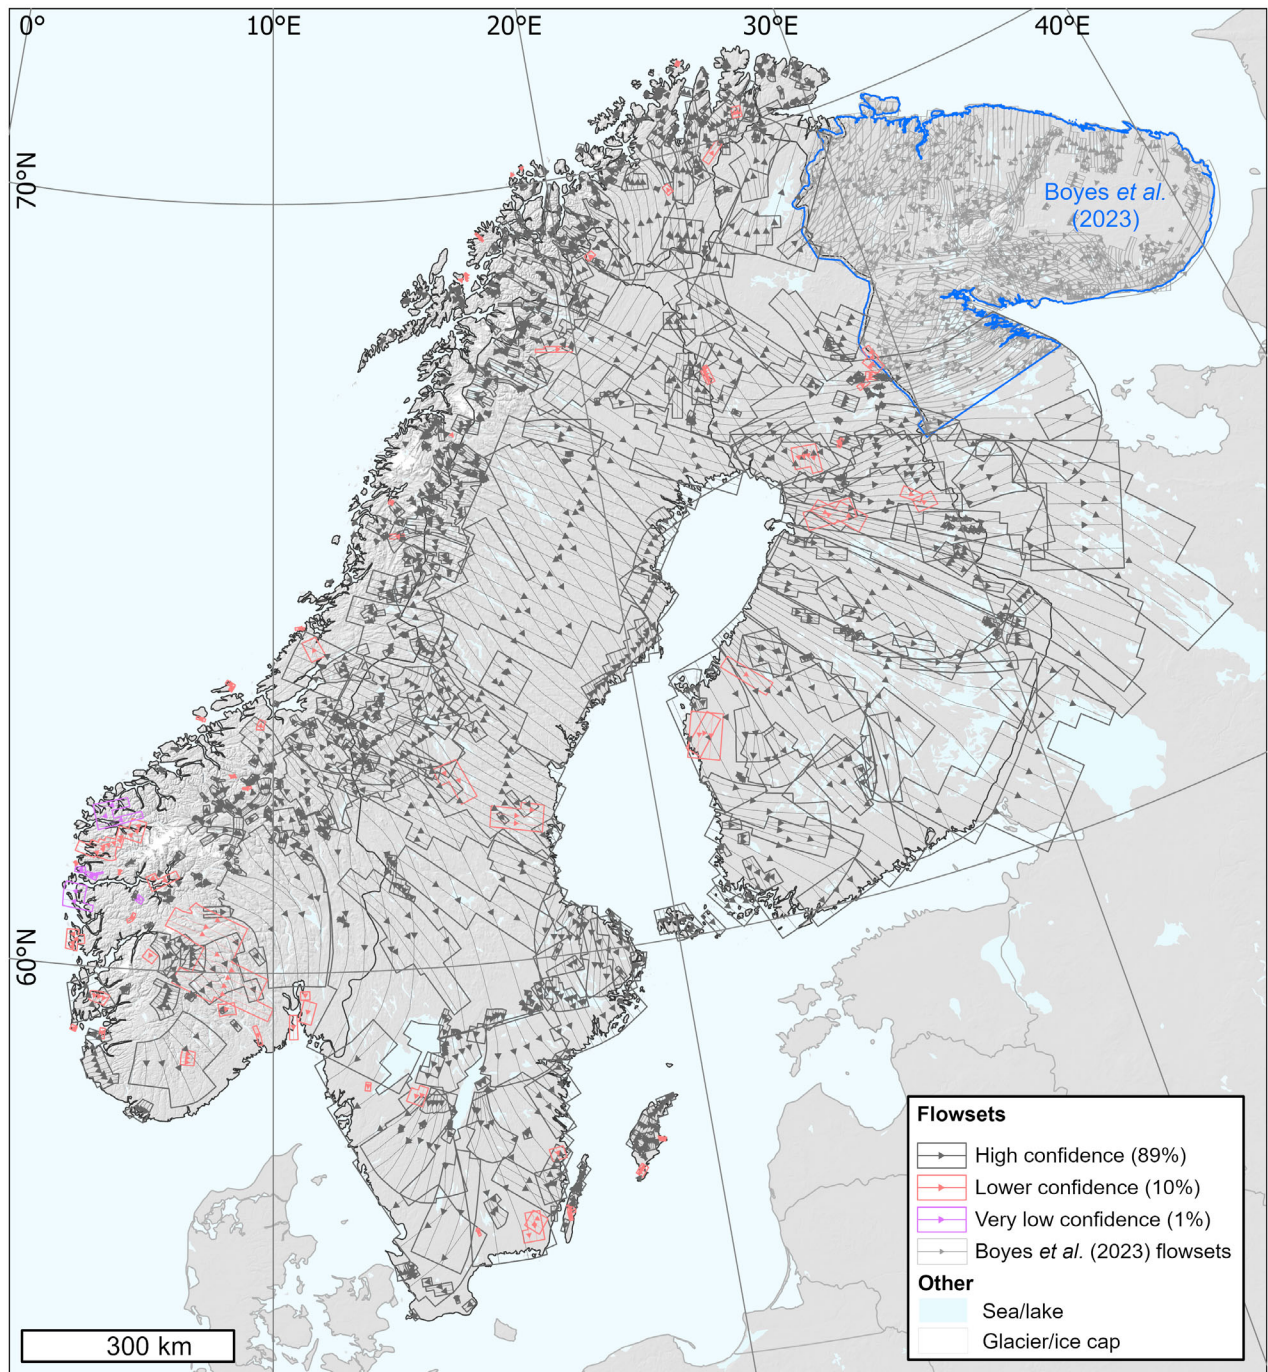 0°
10°E
20°E
30°E
40°E
70°N
Boyes et al.
(2023)
60°N
Flowsets
High confidence (89%)
Lower confidence (10%)
Very low confidence (1%)
Boyes et al. (2023) flowsets
Other
Sea/lake
Glacier/ice cap
300 km